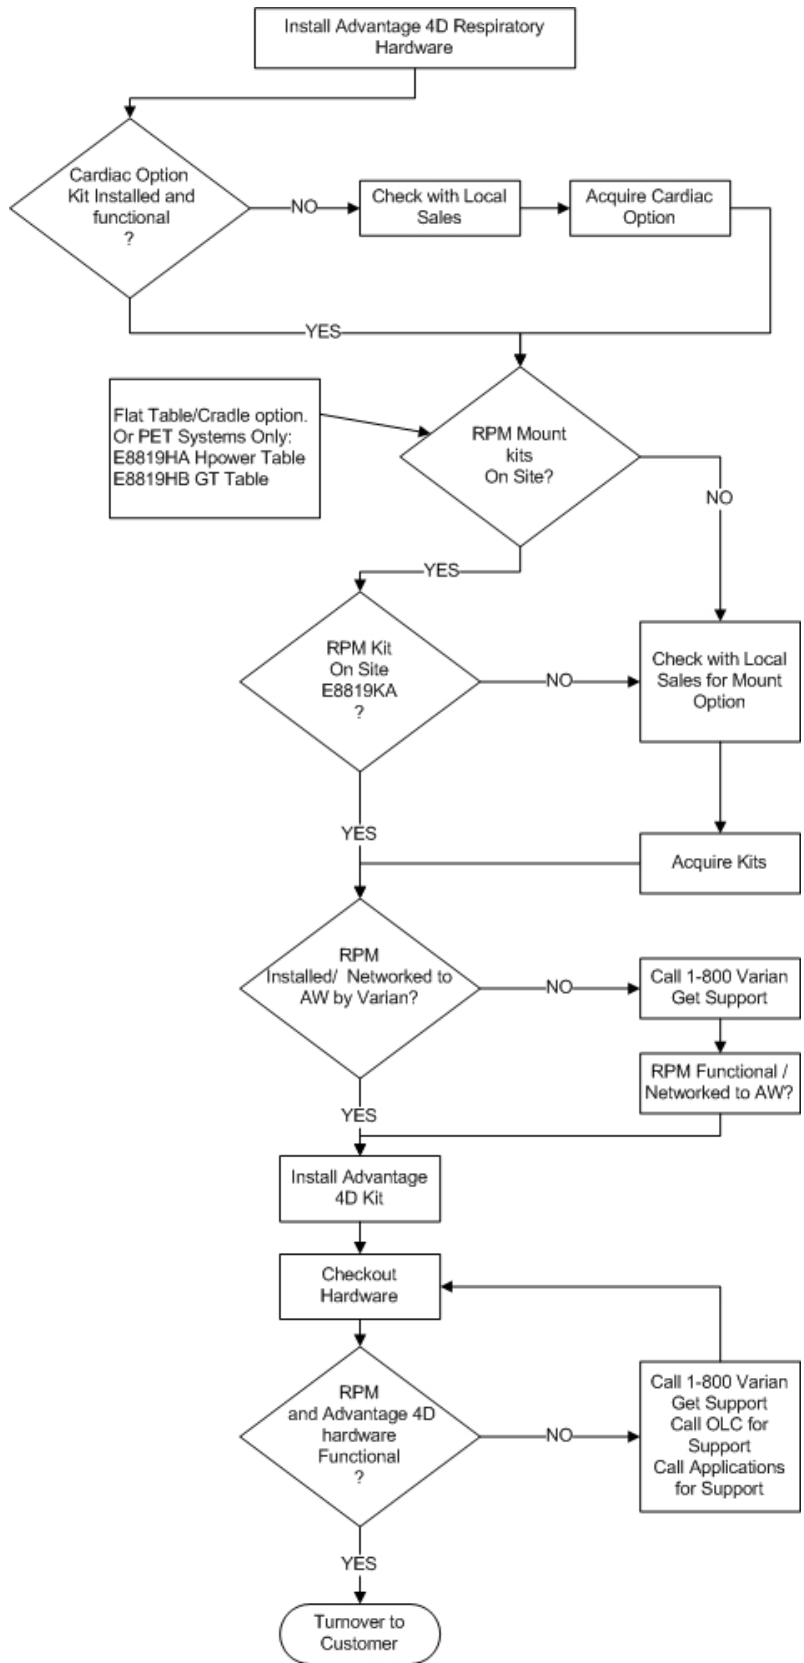 Install Advantage 4D Respiratory
Hardware
Cardiac Option
Kit Installed and
functional
?
NO
Check with Local
Sales
Acquire Cardiac
Option
YES
Flat Table/Cradle option.
Or PET Systems Only:
E8819HA Hpower Table
E8819HB GT Table
RPM Mount
kits
On Site?
NO
YES
RPM Kit
On Site
E8819KA
?
NO
Check with Local
Sales for Mount
Option
YES
Acquire Kits
RPM
Installed/ Networked to
AW by Varian?
NO
Call 1-800 Varian
Get Support
RPM Functional /
Networked to AW?
YES
Install Advantage
4D Kit
Checkout
Hardware
RPM
and Advantage 4D
hardware
Functional
?
NO
Call 1-800 Varian
Get Support
Call OLC for
Support
Call Applications
for Support
YES
Turnover to
Customer